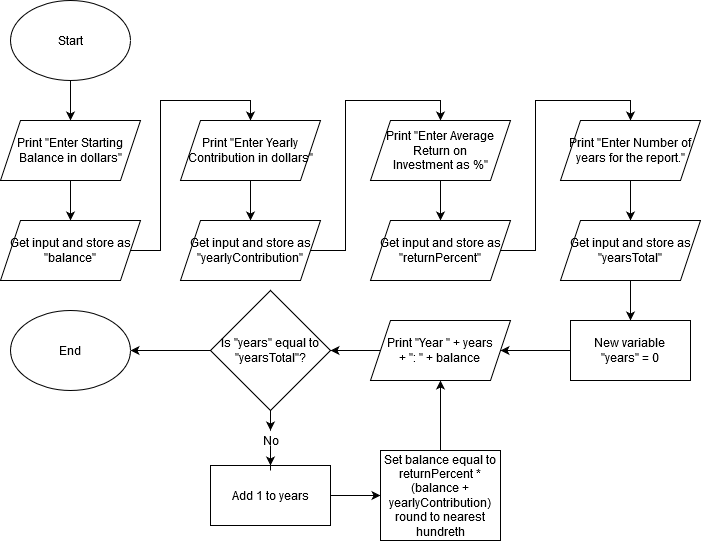 Start
Print "Enter Starting
Balance in dollars"
Print "Enter Yearly
Contribution in dollars"
Print "Enter Average
Return on
Investment as %"
Print "Enter Number of
years for the report."
Get input and store as
"balance"
Get input and store as
"yearlyContribution"
Get input and store as
"returnPercent"
Get input and store as
"yearsTotal"
New variable
"years" = 0
Print "Year " + years
+ ": " + balance
Is "years" equal to
"yearsTotal"?
End
No
Add 1 to years
Set balance equal to
returnPercent *
(balance +
yearlyContribution)
round to nearest
hundreth